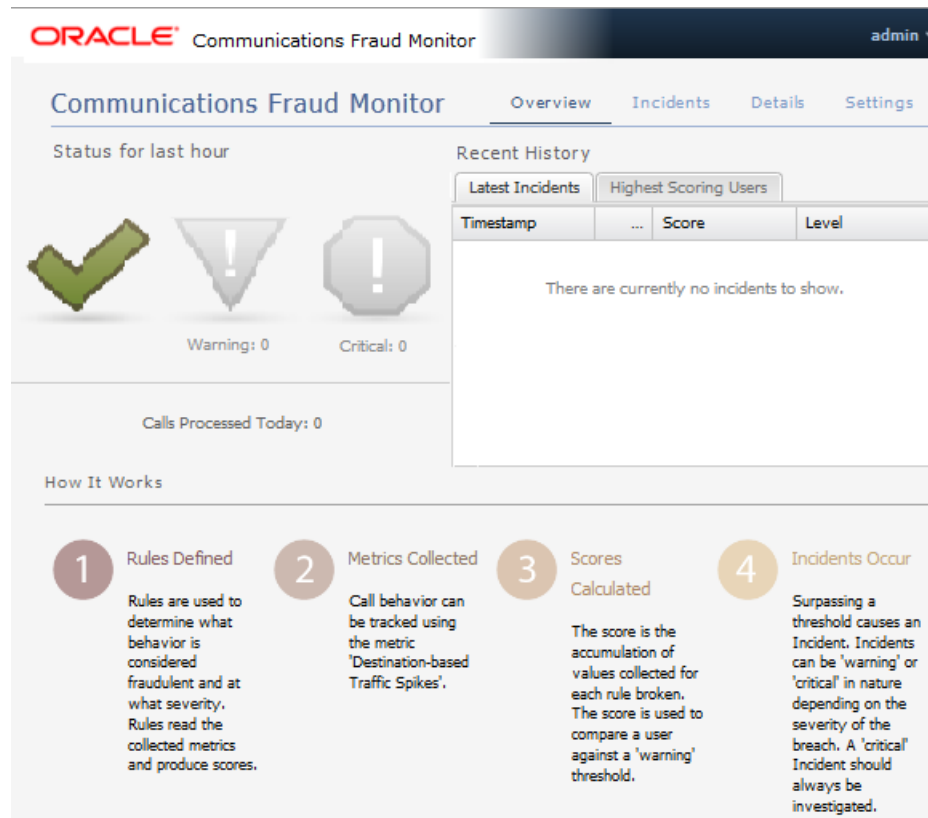 ORACLE Communications Fraud Monitor
admin
Communications Fraud Monitor
Overview Incidents Details Settings
Status for last hour
!
!
Warning: 0
Critical: 0
Calls Processed Today: 0
Recent History
Latest Incidents Highest Scoring Users
Timestamp ... Score Level
There are currently no incidents to show.
How It Works
1
Rules Defined
Rules are used to
determine what
behavior is
considered
fraudulent and at
what severity.
Rules read the
collected metrics
and produce scores.
2
Metrics Collected
Call behavior can
be tracked using
the metric
'Destination-based
Traffic Spikes'.
3
Scores
Calculated
The score is the
accumulation of
values collected for
each rule broken.
The score is used to
compare a user
against a 'warning'
threshold.
4
Incidents Occur
Surpassing a
threshold causes an
Incident. Incidents
can be 'warning' or
'critical' in nature
depending on the
severity of the
breach. A 'critical'
Incident should
always be
investigated.